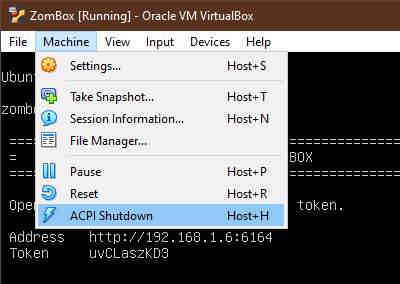 ZomBox [Running] - Oracle VM VirtualBox
File Machine View Input Devices Help
Settings... Host+S
Take Snapshot... Host+T
Session Information... Host+N
File Manager... 
Pause Host+P
Reset Host+R
ACPI Shutdown Host+H
Ubunt
zombo
= BOX
Open token.
Address http://192.168.1.6:6164
Token uvCLaszKD3